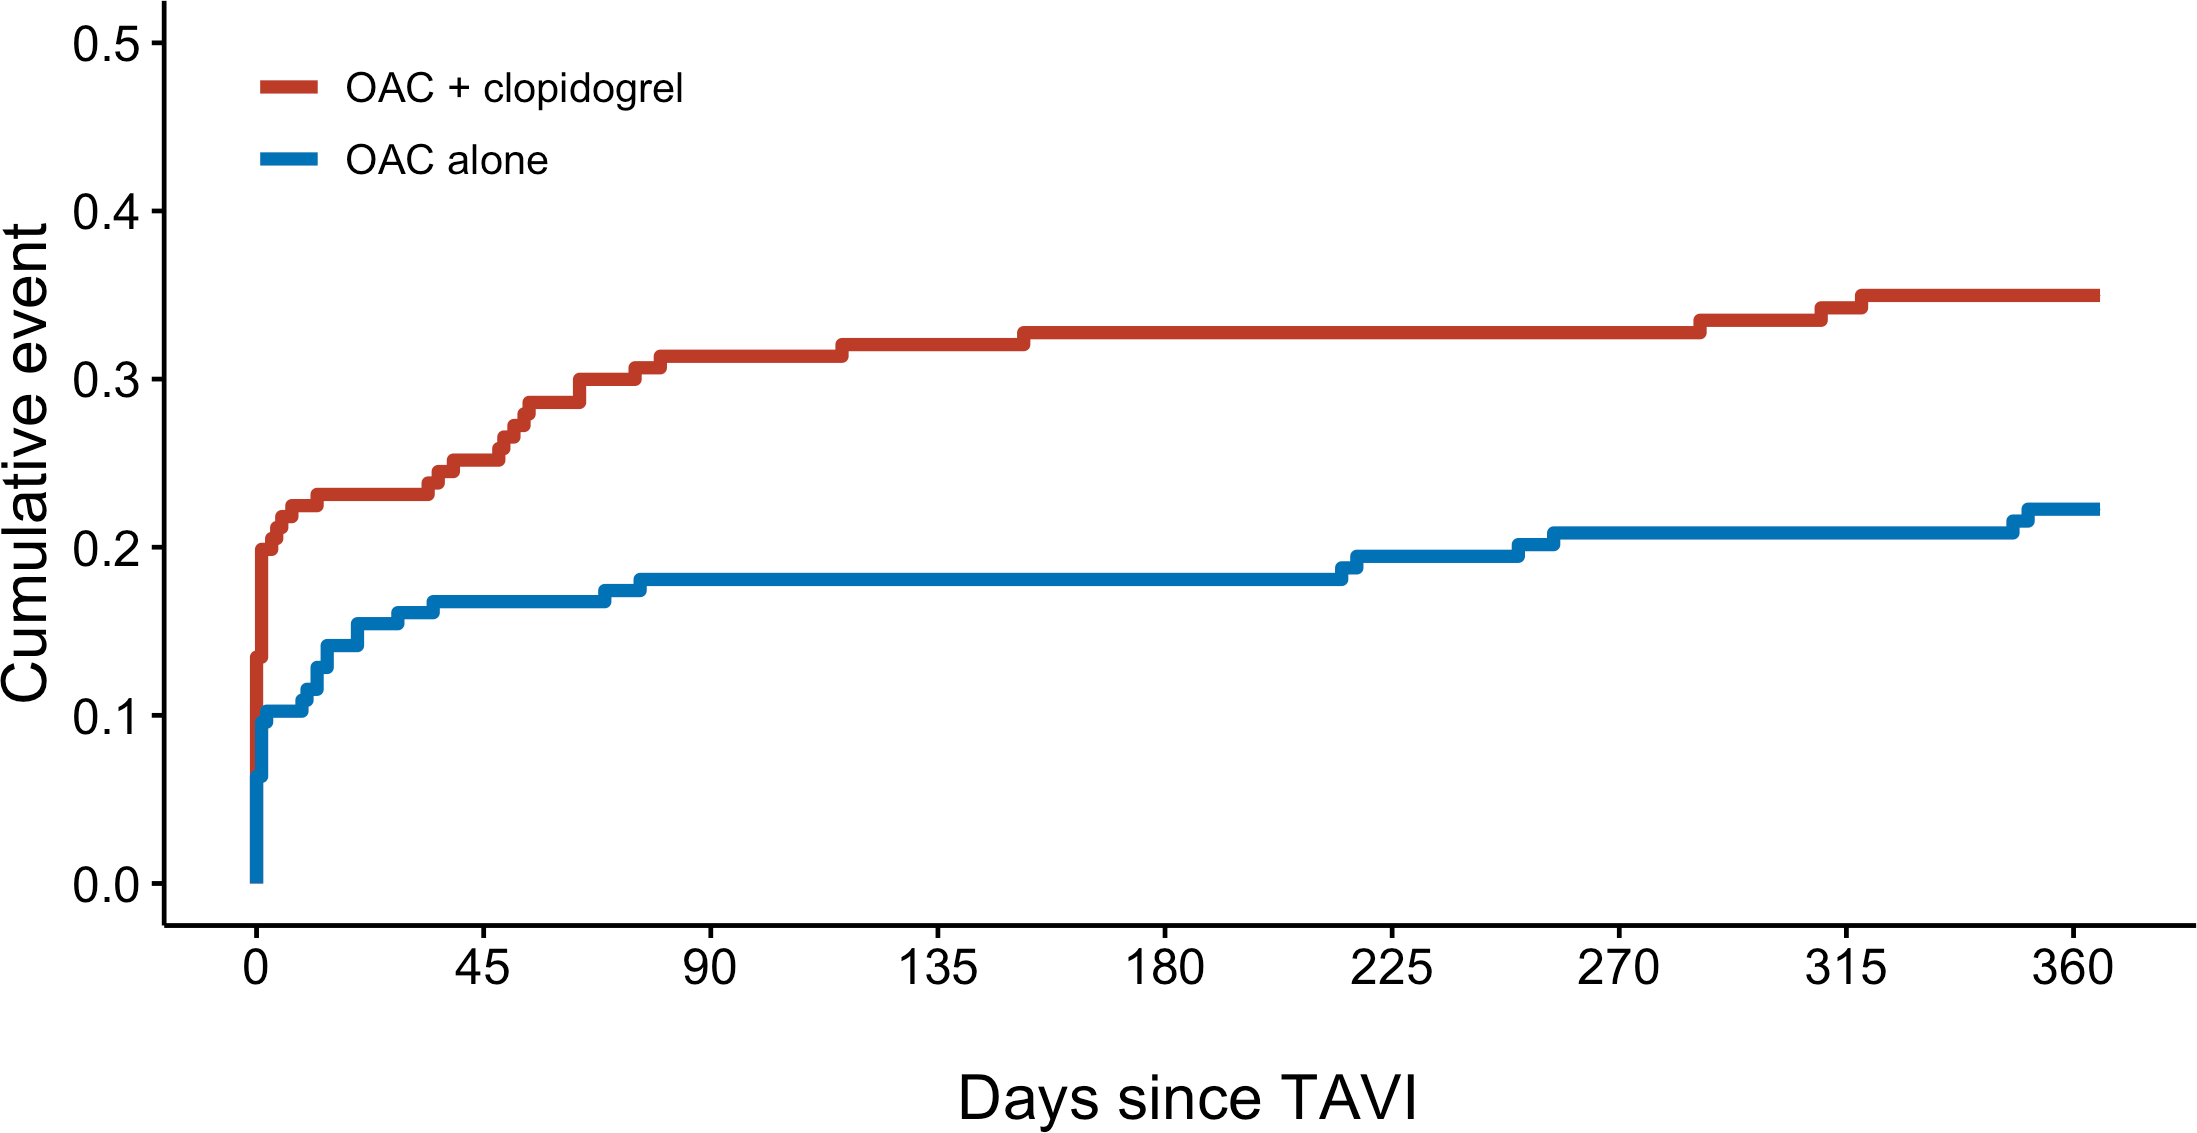 0.5
OAC + clopidogrel
OAC alone
0.4
0.3
0.2
0.1
0.0
Cumulative event
0 45 90 135 180 225 270 315 360
Days since TAVI